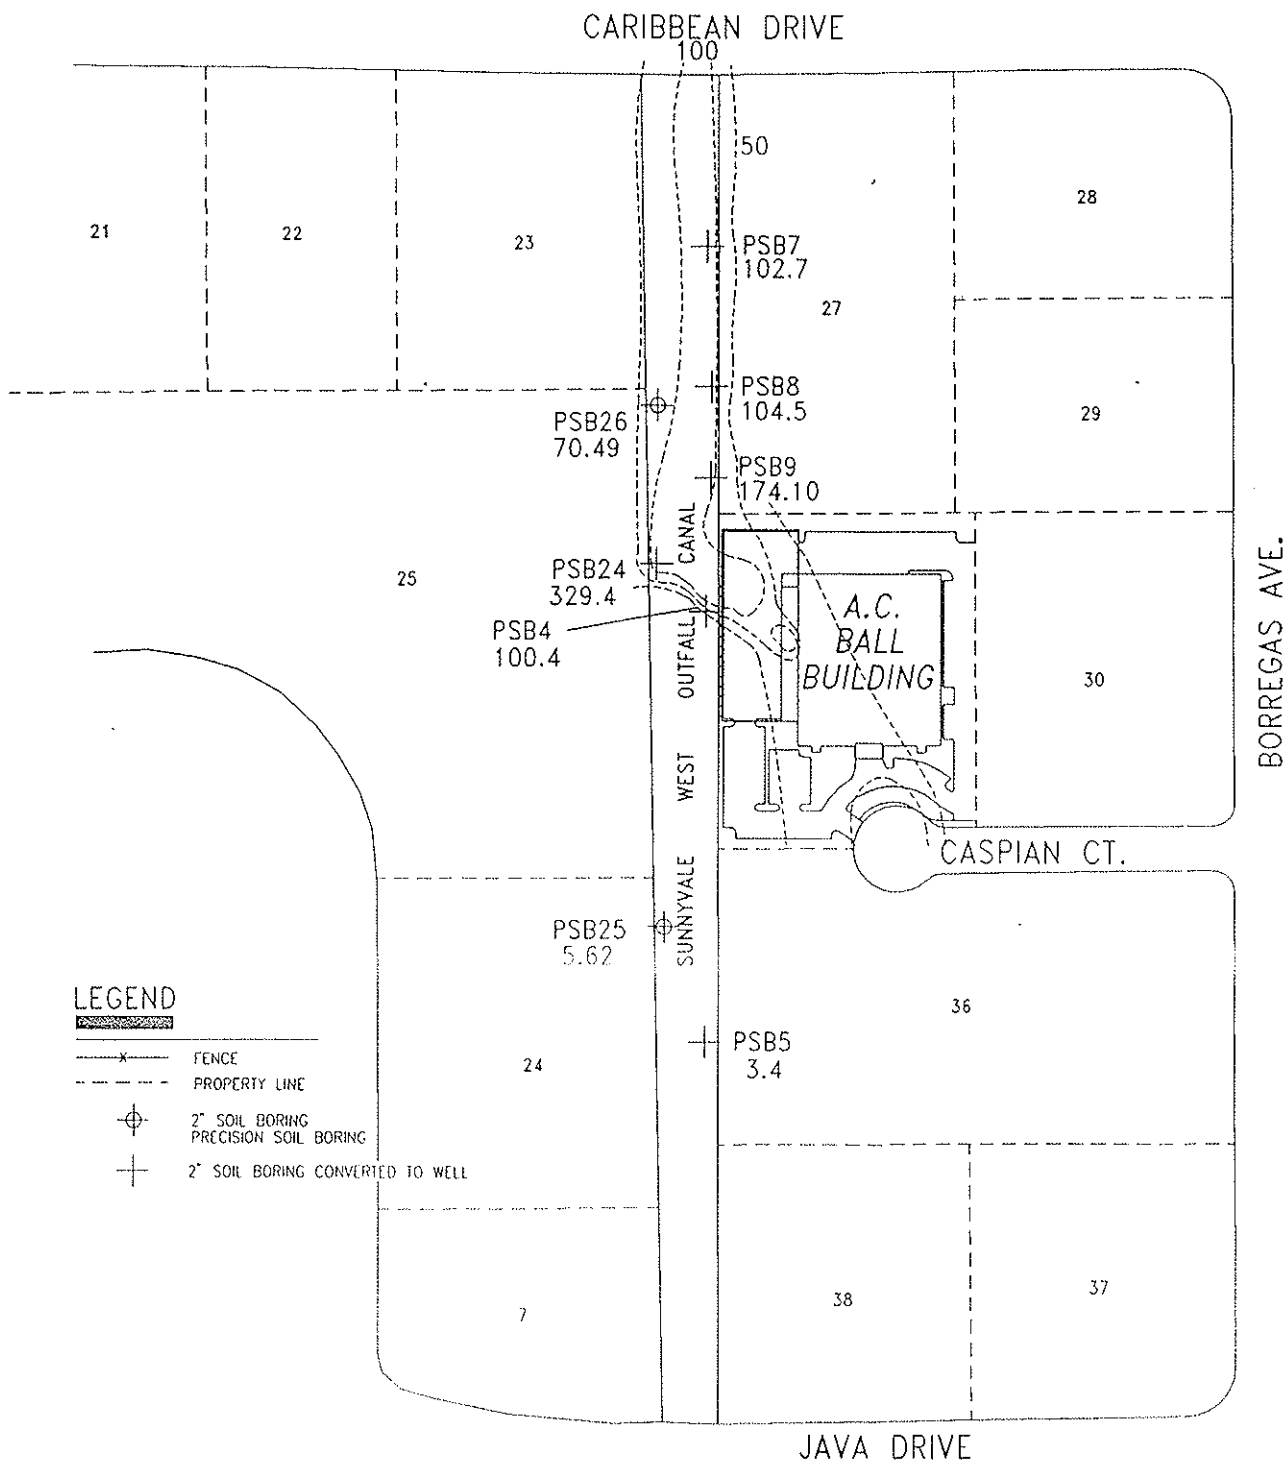 CARIBBEAN DRIVE
100
50
21
22
23
28
PSB7
102.7
27
PSB8
104.5
29
PSB26
70.49
PSB9
174.10
25
PSB24
329.4
PSB4
100.4
A.C.
BALL
BUILDING
30
SUNNYVALE WEST OUTFALL CANAL
BORREGAS AVE.
CASPIAN CT.
PSB25
5.62
36
PSB5
3.4
LEGEND
x FENCE
PROPERTY LINE
2" SOIL BORING
PRECISION SOIL BORING
2" SOIL BORING CONVERTED TO WELL
24
7
38
37
JAVA DRIVE